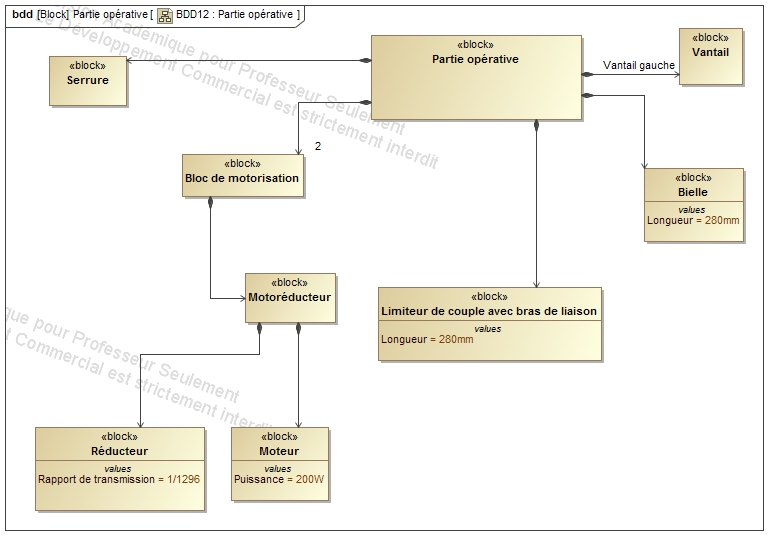 bdd [Block] Partie opérative [ BDD12 : Partie opérative ]
Académique pour Professeur Seulement
Le Développement Commercial est strictement interdit
«block»
Partie opérative
«block»
Serrure
Vantail gauche
«block»
Vantail
2
«block»
Bloc de motorisation
«block»
Bielle
values
Longueur = 280mm
«block»
Motoréducteur
«block»
Limiteur de couple avec bras de liaison
values
Longueur = 280mm
que pour Professeur Seulement
t Commercial est strictement interdit
«block»
Réducteur
values
Rapport de transmission = 1/1296
«block»
Moteur
values
Puissance = 200W